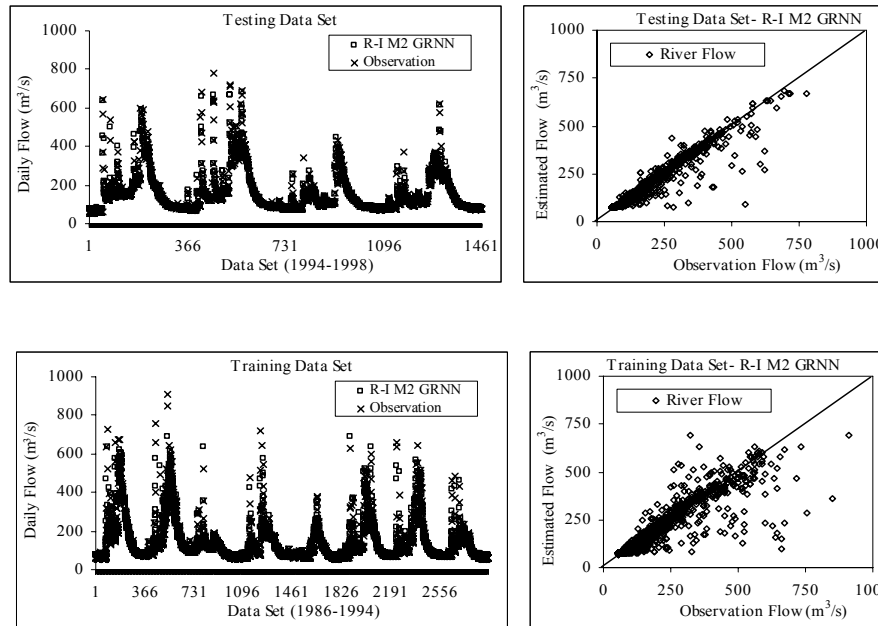 Testing Data Set
R-I M2 GRNN
Observation
Daily Flow (m³/s)
1000
800
600
400
200
0
1 366 731 1096 1461
Data Set (1994-1998)
Testing Data Set- R-I M2 GRNN
River Flow
Estimated Flow (m³/s)
1000
750
500
250
0
0 250 500 750 1000
Observation Flow (m³/s)
Training Data Set
R-I M2 GRNN
Observation
Daily Flow (m³/s)
1000
800
600
400
200
0
1 366 731 1096 1461 1826 2191 2556
Data Set (1986-1994)
Training Data Set- R-I M2 GRNN
River Flow
Estimated Flow (m³/s)
1000
750
500
250
0
0 250 500 750 1000
Observation Flow (m³/s)